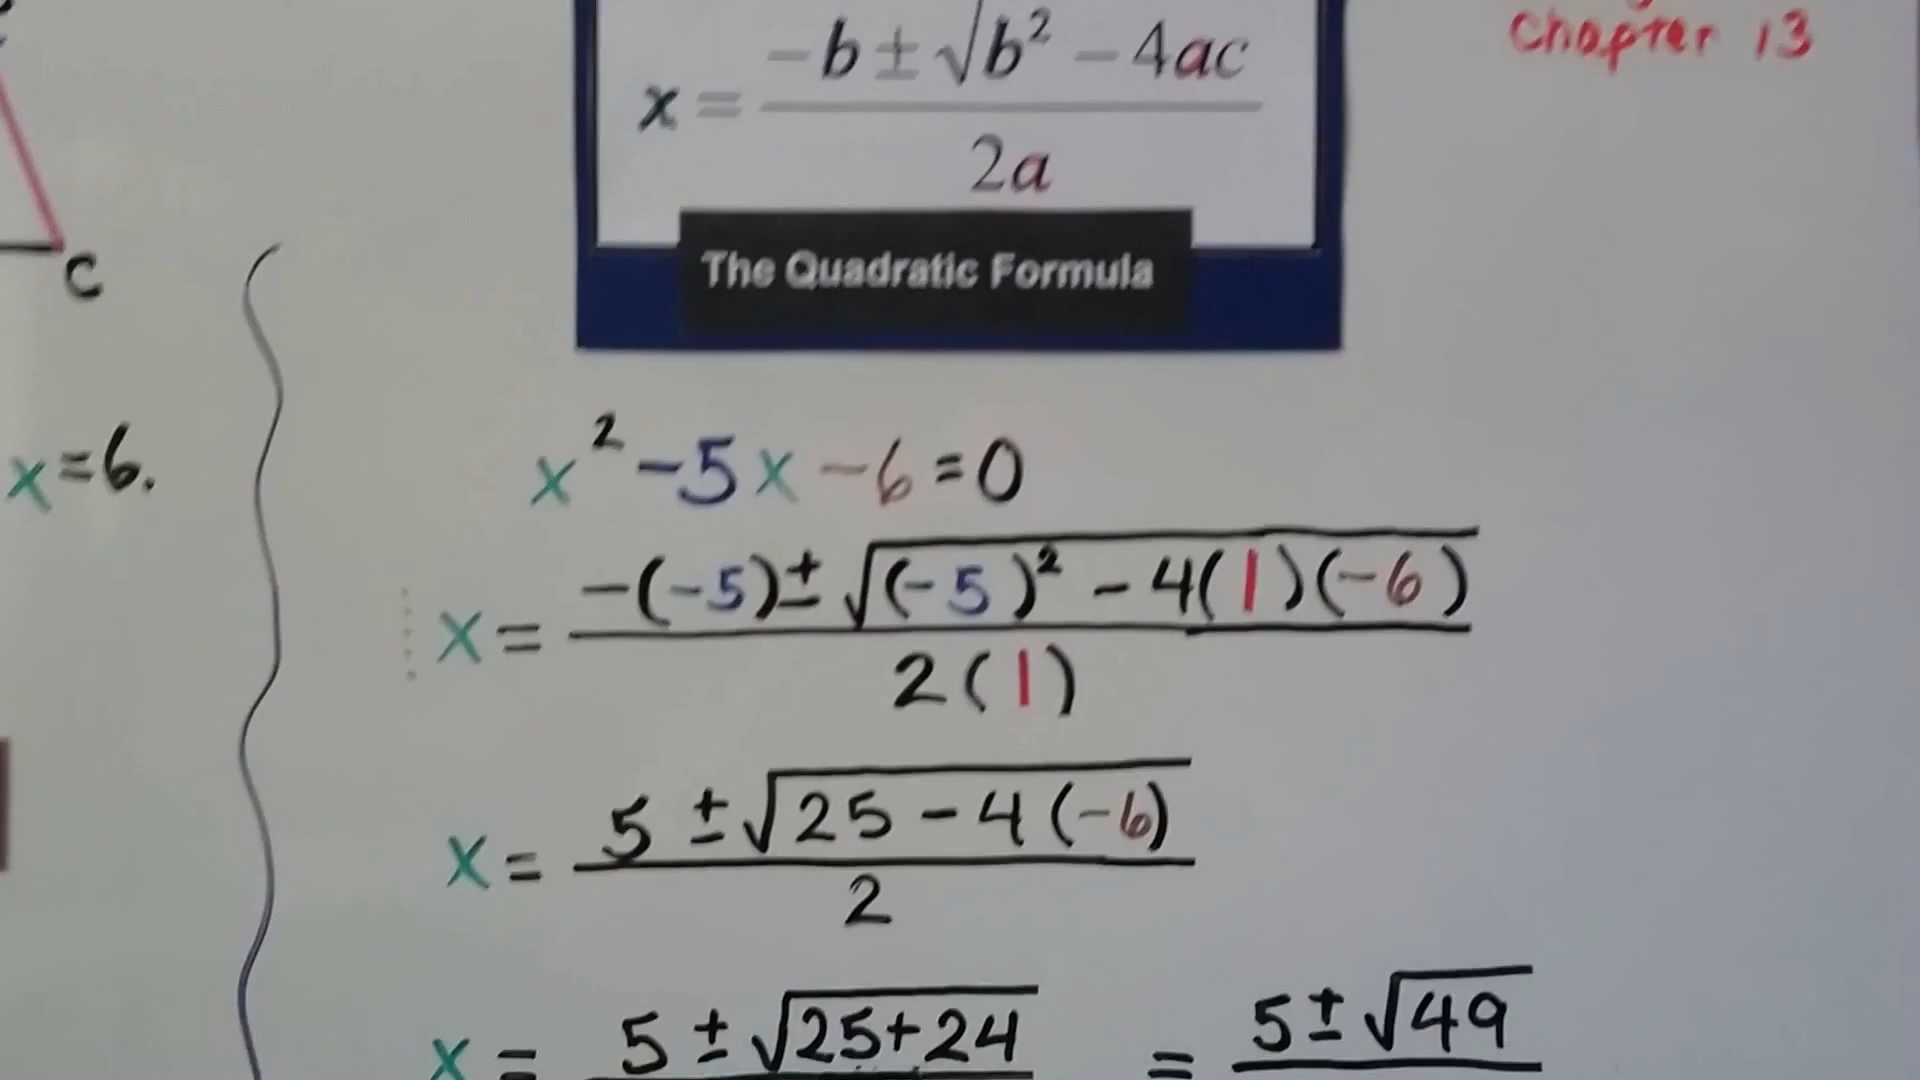 Chapter 13
x = -b ± √b² - 4ac
2a
The Quadratic Formula
C
x = 6.
x² - 5x - 6 = 0
x = -(-5) ± √(-5)² - 4(1)(-6)
2(1)
x = 5 ± √25 - 4(-6)
2
x = 5 ± √25 + 24 = 5 ± √49